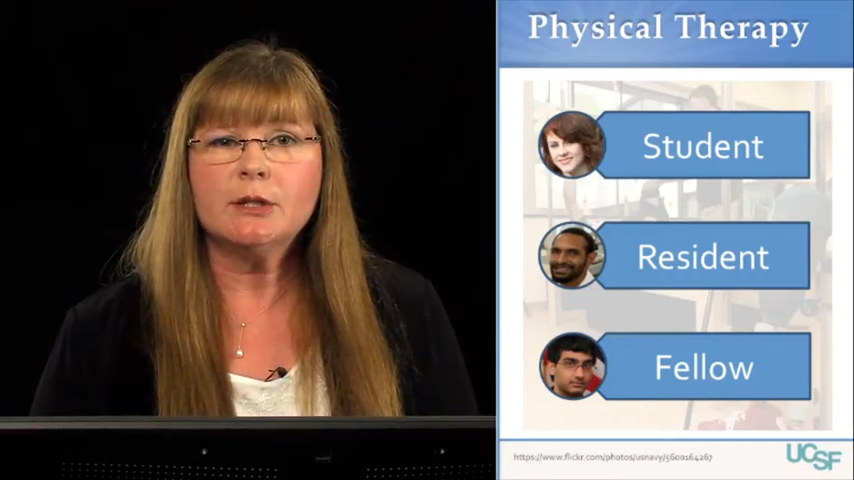 Physical Therapy
Student
Resident
Fellow
https://www.flickr.com/photos/usnavy/5600164267
UCSF